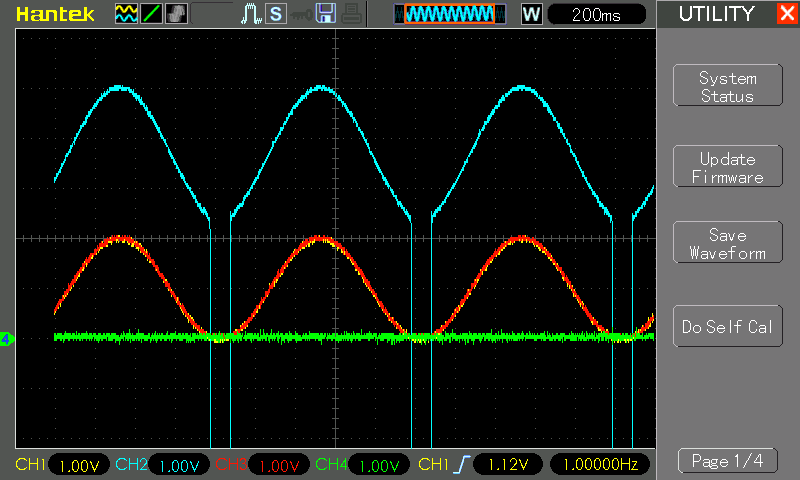 Hantek S W 200ms UTILITY X
System
Status
Update
Firmware
Save
Waveform
Do Self Cal
4
CH1 1.00V CH2 1.00V CH3 1.00V CH4 1.00V CH1 1.12V 1.00000Hz Page 1/4